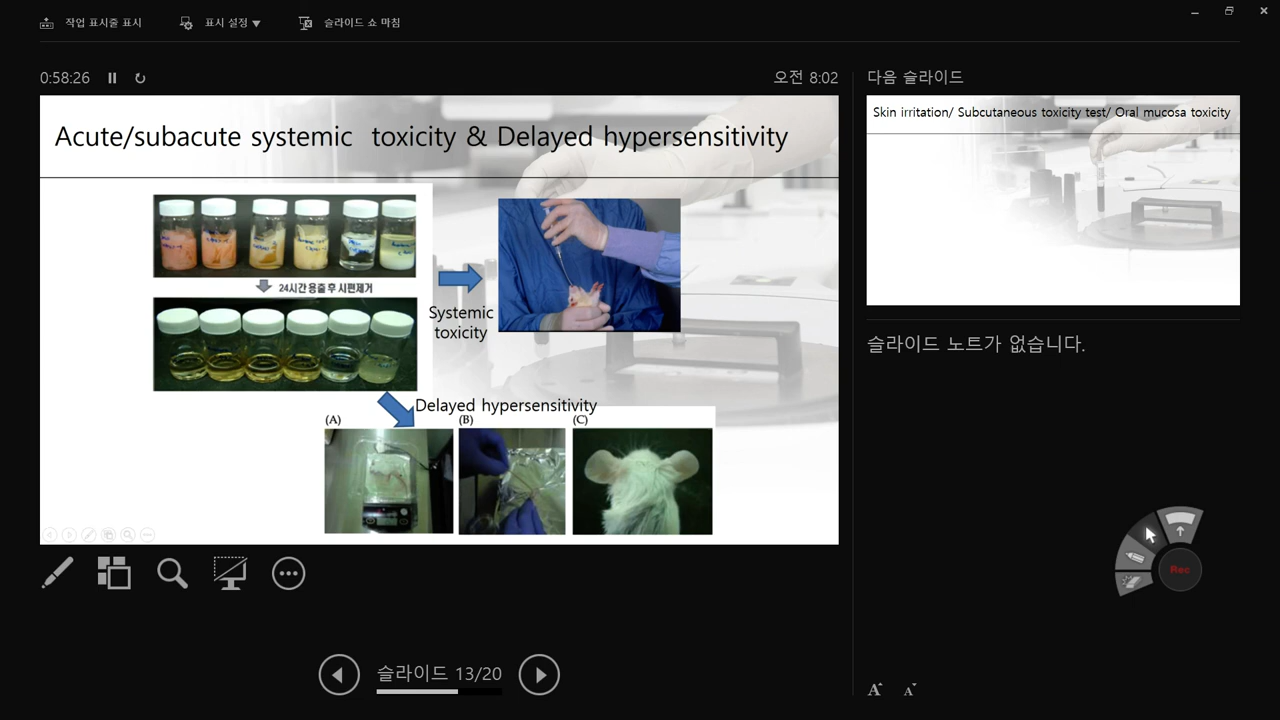 작업 표시줄 표시
표시 설정 ▼
슬라이드 쇼 마침
0:58:26
오전 8:02
다음 슬라이드
Acute/subacute systemic toxicity & Delayed hypersensitivity
24시간 용출 후 시편제거
Systemic
toxicity
Delayed hypersensitivity
(A)
(B)
(C)
Skin irritation/ Subcutaneous toxicity test/ Oral mucosa toxicity
슬라이드 노트가 없습니다.
Rec
슬라이드 13/20
A
A